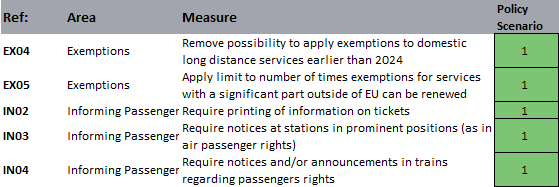 Ref: Area Measure Policy Scenario
EX04 Exemptions Remove possibility to apply exemptions to domestic
long distance services earlier than 2024 1
EX05 Exemptions Apply limit to number of times exemptions for services
with a significant part outside of EU can be renewed 1
IN02 Informing Passenger Require printing of information on tickets 1
IN03 Informing Passenger Require notices at stations in prominent positions (as in
air passenger rights) 1
IN04 Informing Passenger Require notices and/or announcements in trains
regarding passengers rights 1